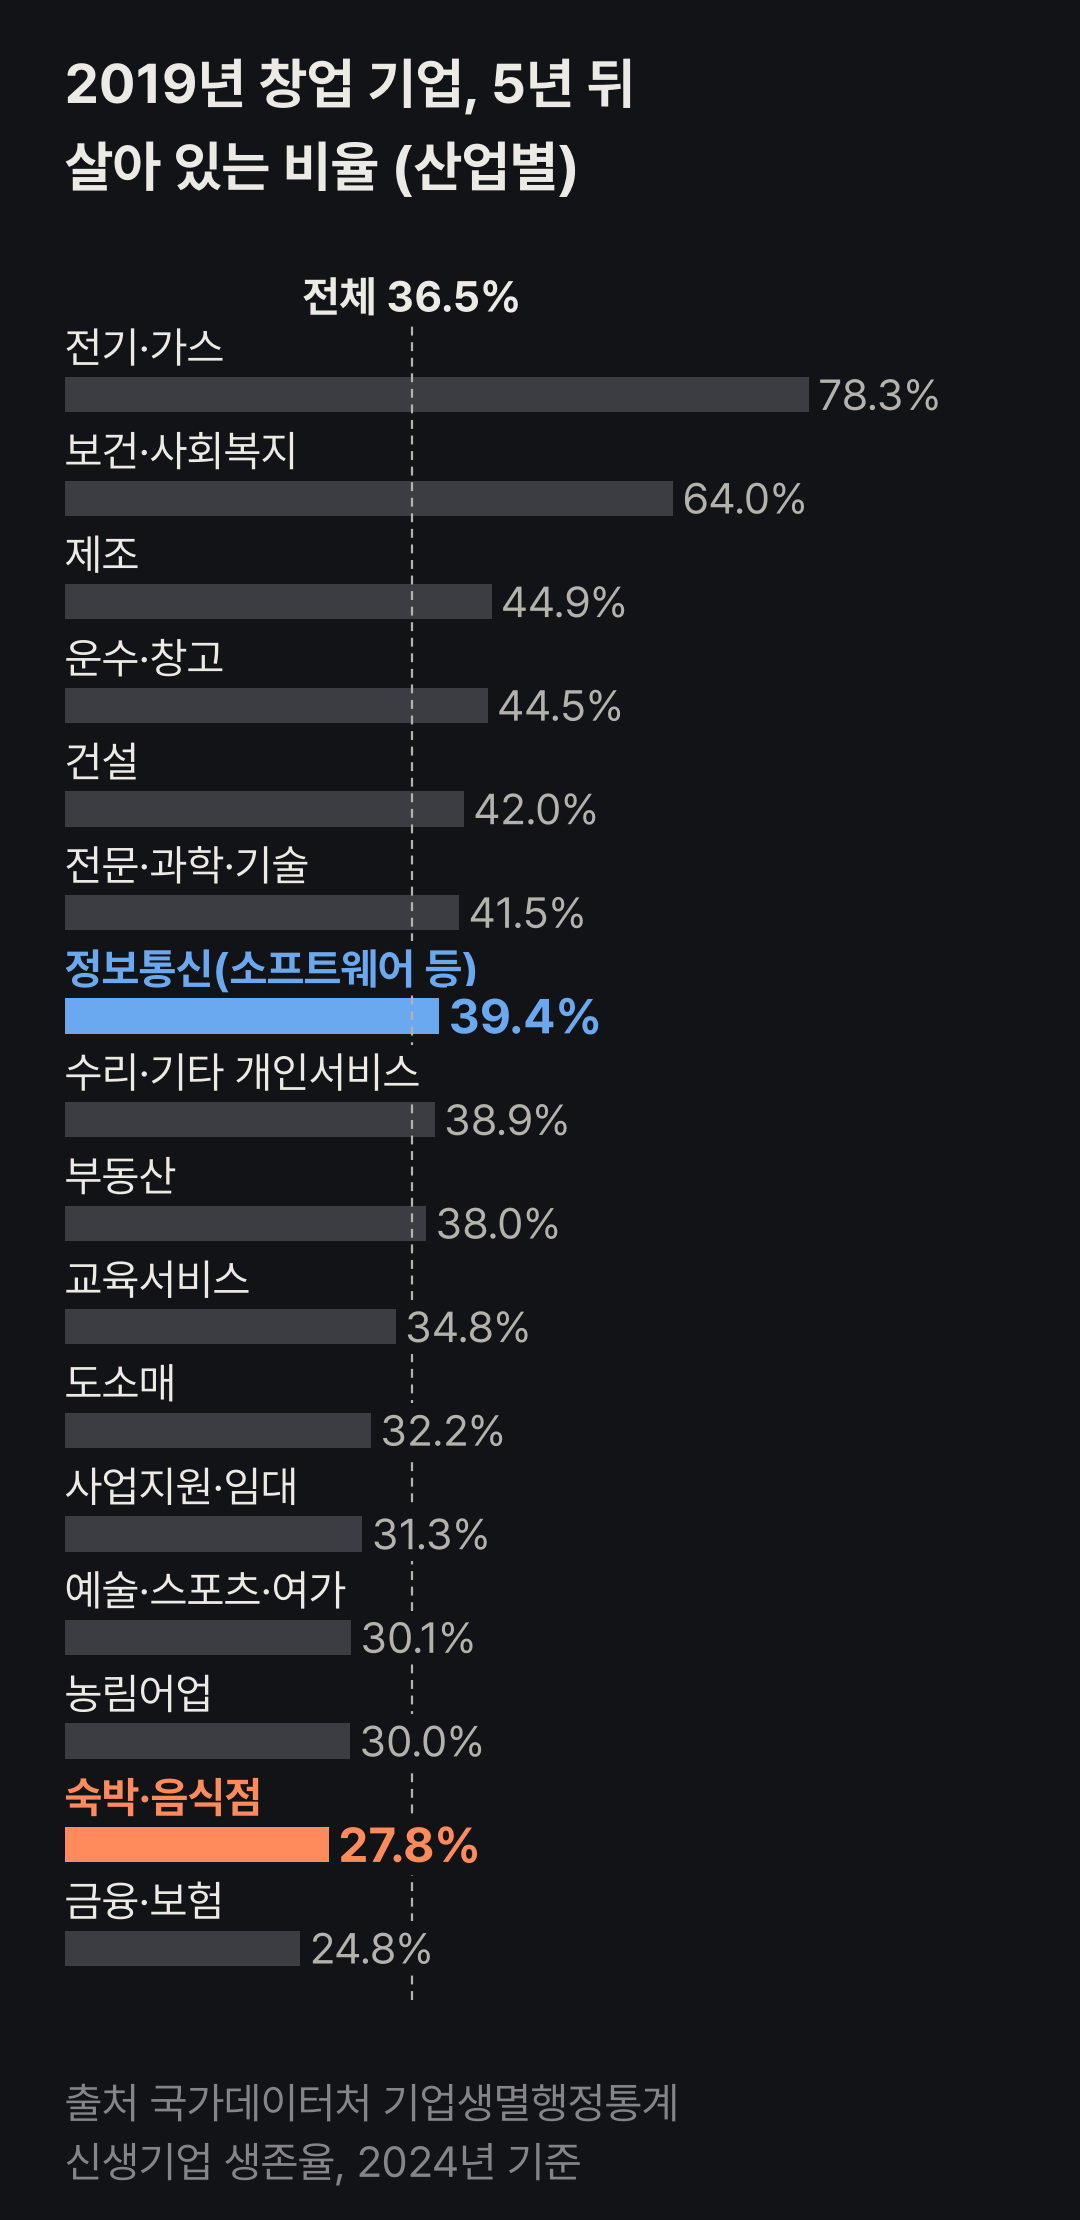 2019년 창업 기업, 5년 뒤
살아 있는 비율 (산업별)
전체 36.5%
전기·가스
78.3%
보건·사회복지
64.0%
제조
44.9%
운수·창고
44.5%
건설
42.0%
전문·과학·기술
41.5%
정보통신(소프트웨어 등)
39.4%
수리·기타 개인서비스
38.9%
부동산
38.0%
교육서비스
34.8%
도소매
32.2%
사업지원·임대
31.3%
예술·스포츠·여가
30.1%
농림어업
30.0%
숙박·음식점
27.8%
금융·보험
24.8%
출처 국가데이터처 기업생멸행정통계
신생기업 생존율, 2024년 기준